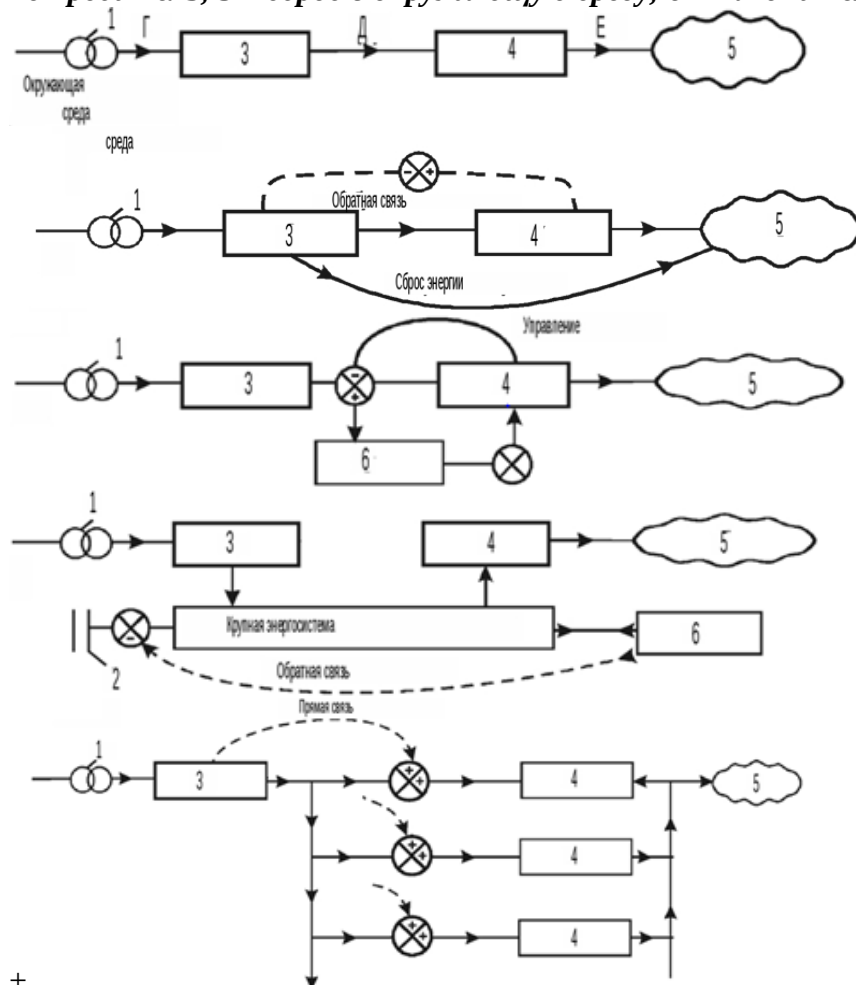 1 Г Д Е
3 4 5
Окружающая
среда
среда
1 Обратная связь
3 4 5
Сброс энергии
Управление
1 3 4 5
6
1
3 4 5
Крупная энергосистема 6
2 Обратная связь
Прямая связь
1
3 4 5
4
4
+